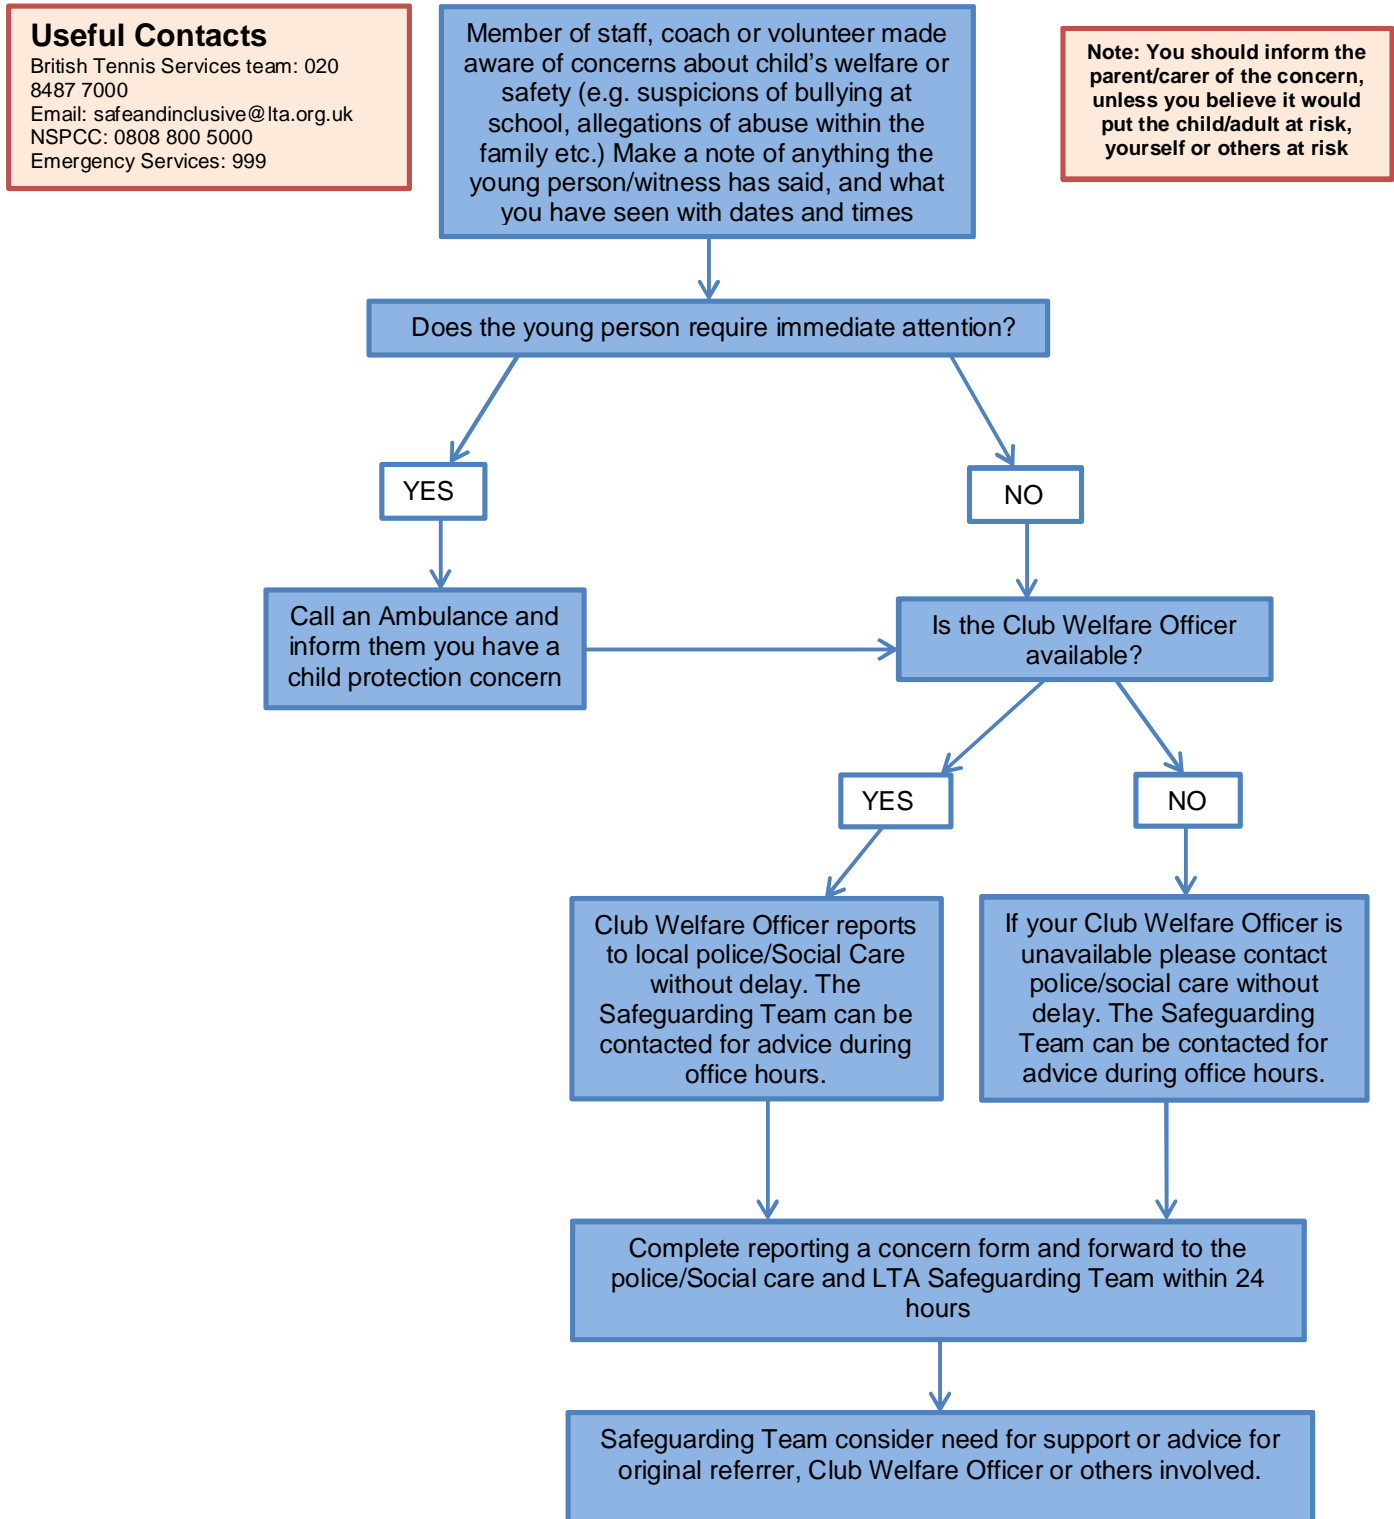 Useful Contacts
British Tennis Services team: 020
8487 7000
Email: safeandinclusive@lta.org.uk
NSPCC: 0808 800 5000
Emergency Services: 999
Member of staff, coach or volunteer made
aware of concerns about child's welfare or
safety (e.g. suspicions of bullying at
school, allegations of abuse within the
family etc.) Make a note of anything the
young person/witness has said, and what
you have seen with dates and times
Note: You should inform the
parent/carer of the concern,
unless you believe it would
put the child/adult at risk,
yourself or others at risk
Does the young person require immediate attention?
YES
NO
Call an Ambulance and
inform them you have a
child protection concern
Is the Club Welfare Officer
available?
YES
NO
Club Welfare Officer reports
to local police/Social Care
without delay. The
Safeguarding Team can be
contacted for advice during
office hours.
If your Club Welfare Officer is
unavailable please contact
police/social care without
delay. The Safeguarding
Team can be contacted for
advice during office hours.
Complete reporting a concern form and forward to the
police/Social care and LTA Safeguarding Team within 24
hours
Safeguarding Team consider need for support or advice for
original referrer, Club Welfare Officer or others involved.